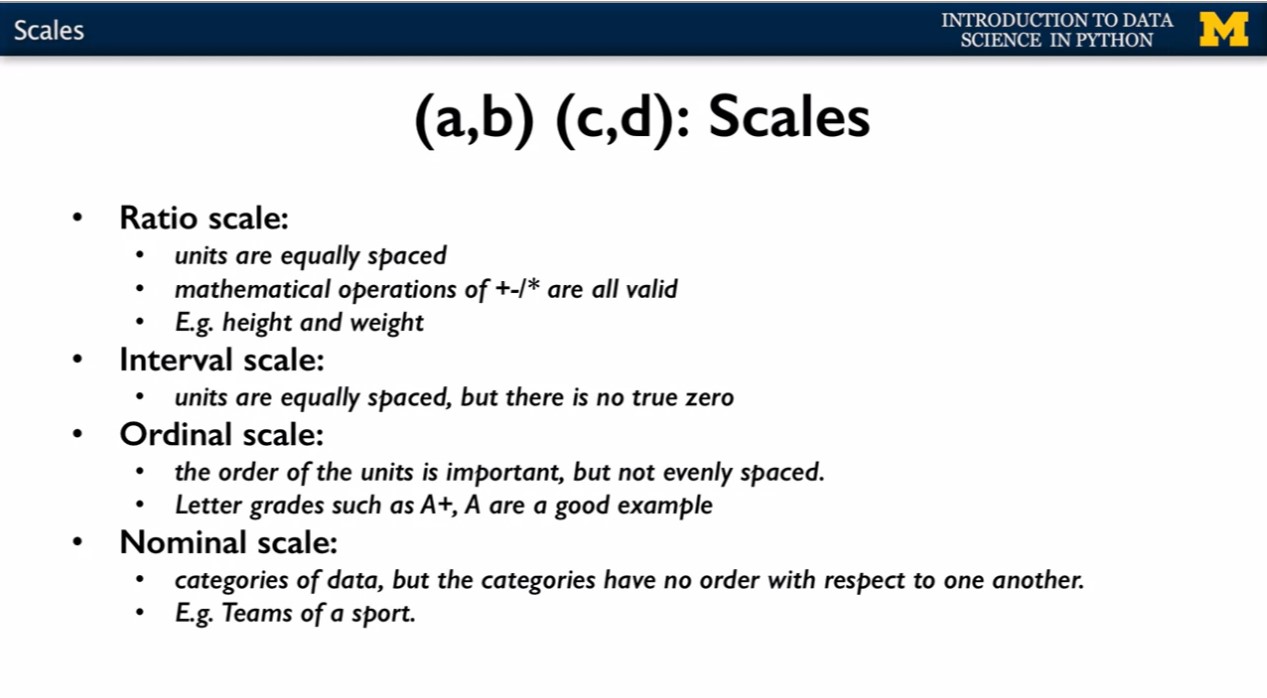 Scales
INTRODUCTION TO DATA
SCIENCE IN PYTHON
M
(a,b) (c,d): Scales
• Ratio scale:
• units are equally spaced
• mathematical operations of +-/* are all valid
• E.g. height and weight
• Interval scale:
• units are equally spaced, but there is no true zero
• Ordinal scale:
• the order of the units is important, but not evenly spaced.
• Letter grades such as A+, A are a good example
• Nominal scale:
• categories of data, but the categories have no order with respect to one another.
• E.g. Teams of a sport.